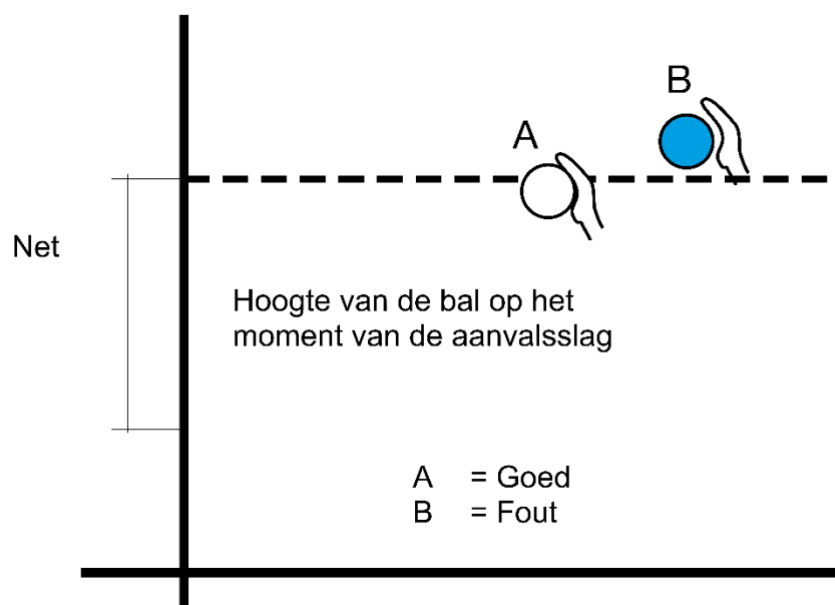 B
A
Net
Hoogte van de bal op het
moment van de aanvalsslag
A = Goed
B = Fout